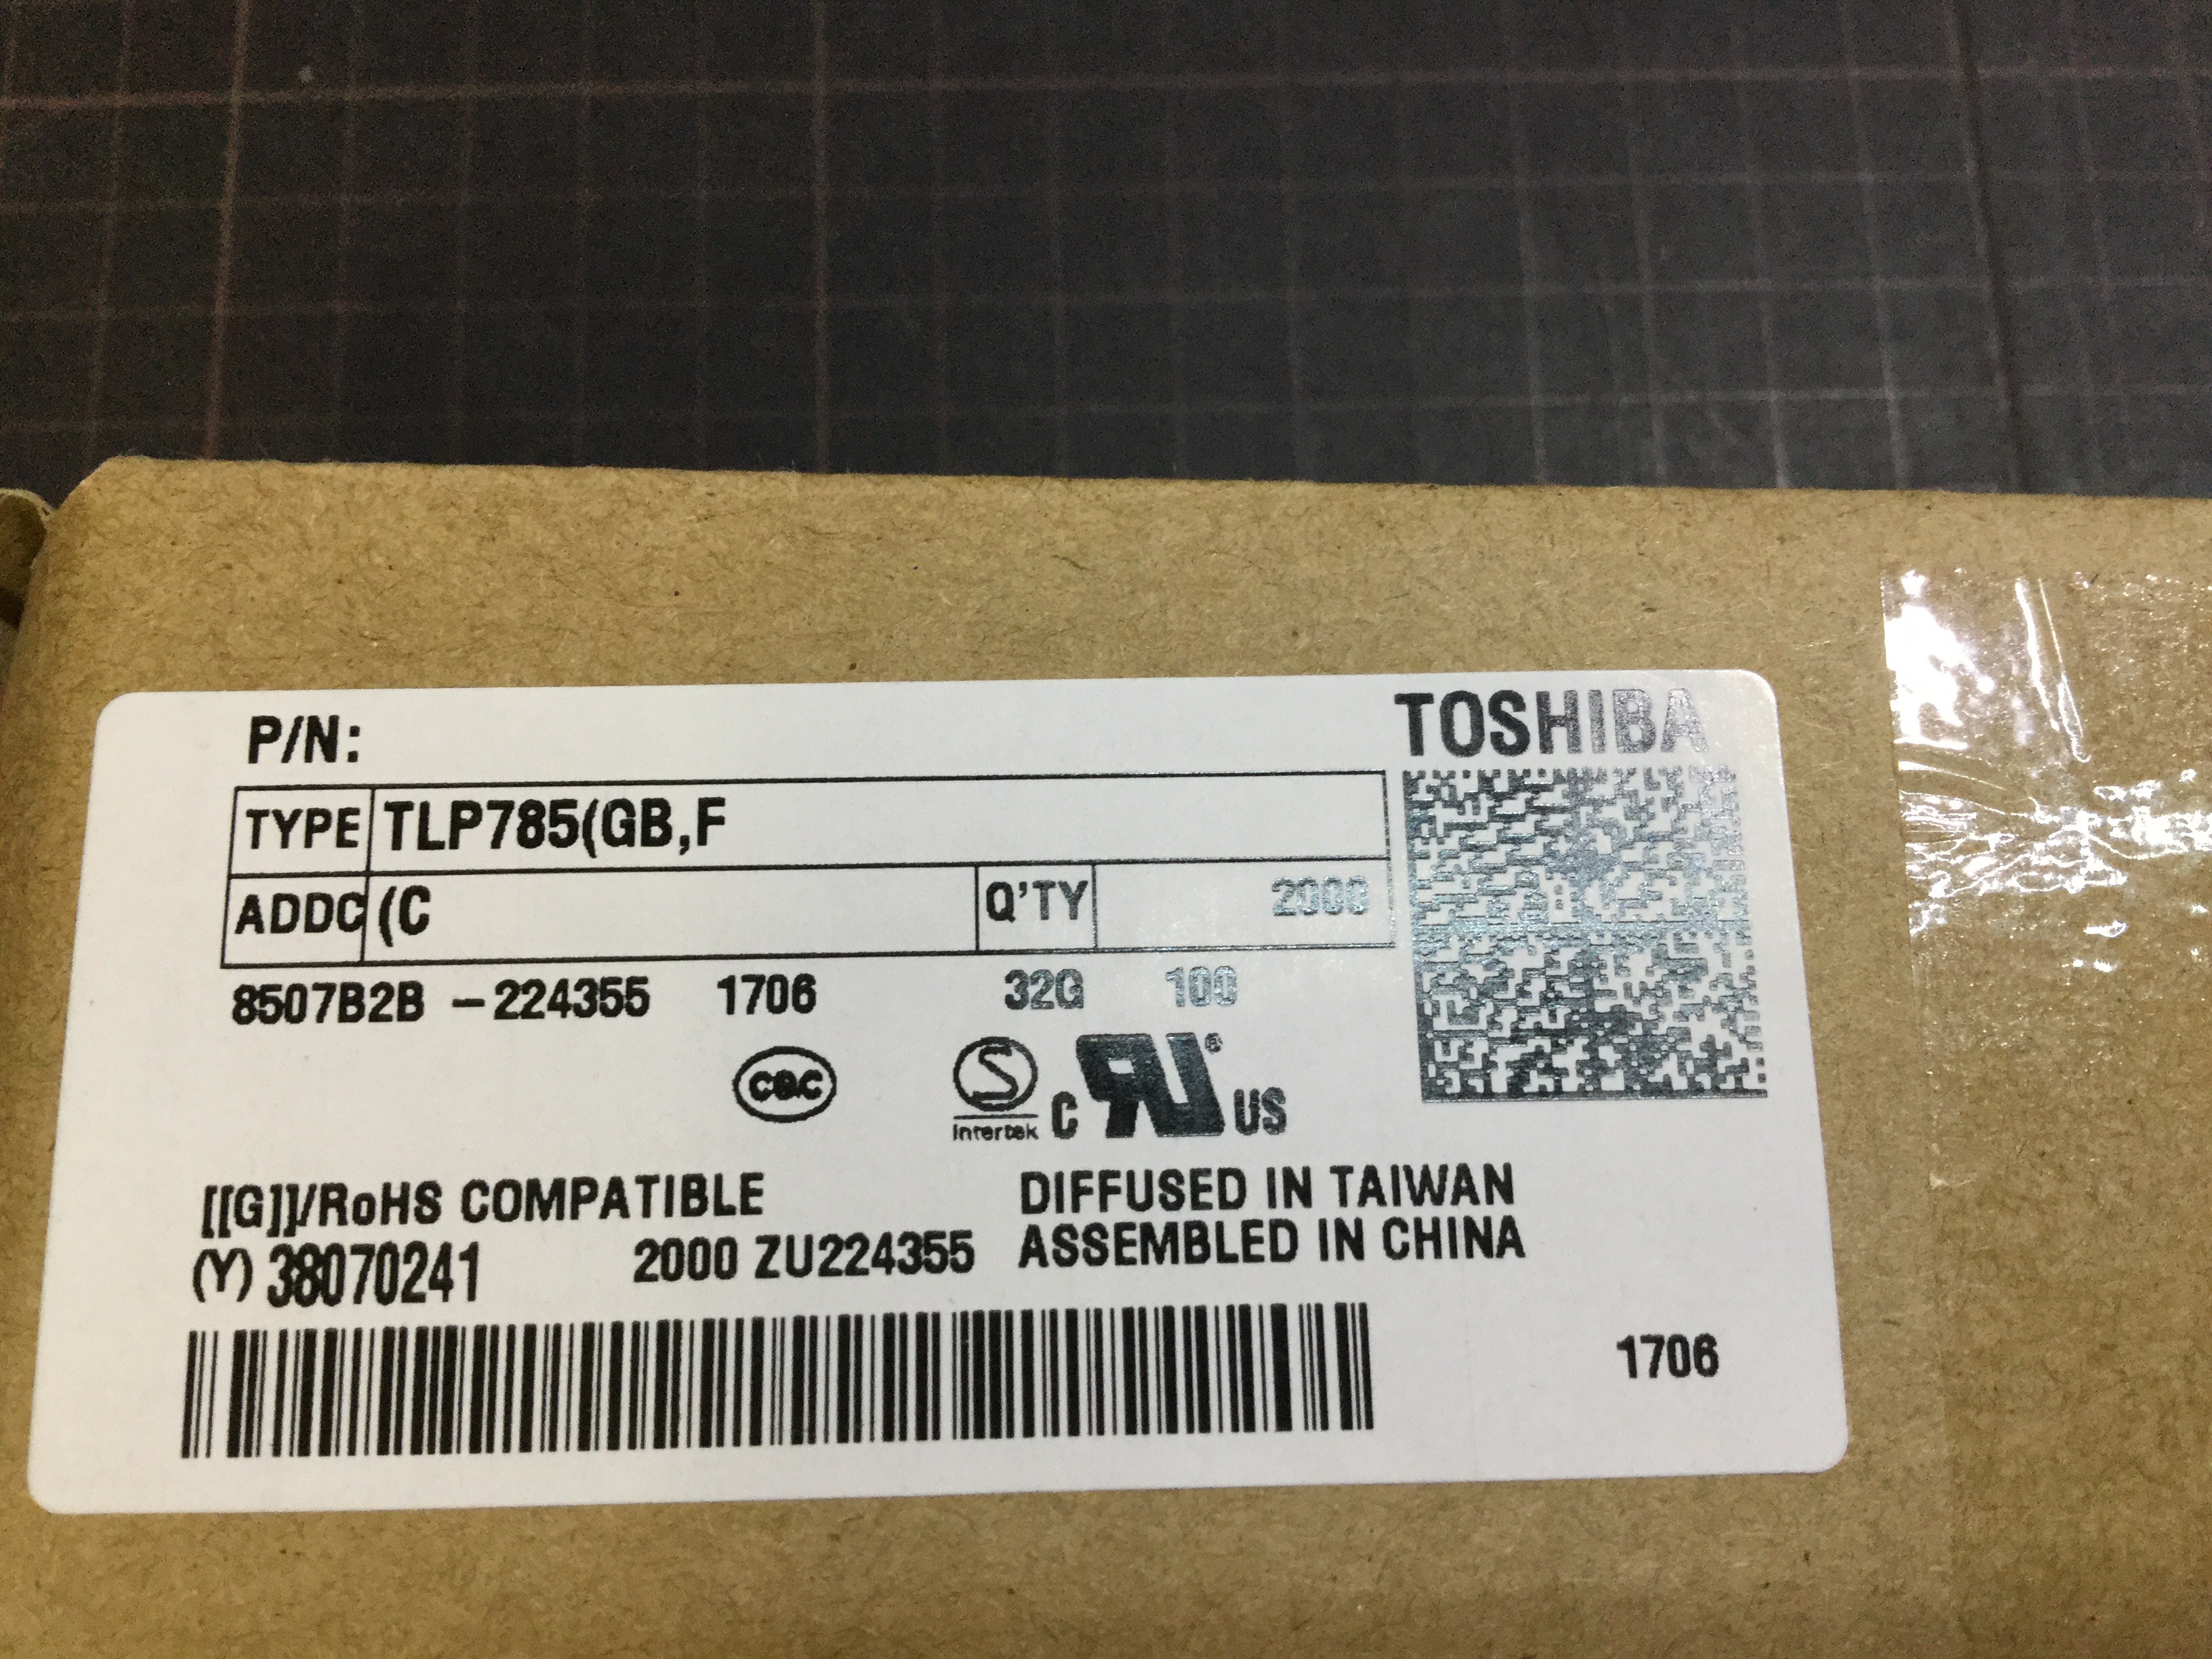 P/N:
TOSHIBA
TYPE TLP785(GB,F
ADDC (C Q'TY 2000
8507B2B -224355 1706 32G 100
CQC
S
Intertek
C RU ® US
[[G]]/RoHS COMPATIBLE
DIFFUSED IN TAIWAN
(Y) 38070241 2000 ZU224355
ASSEMBLED IN CHINA
1706